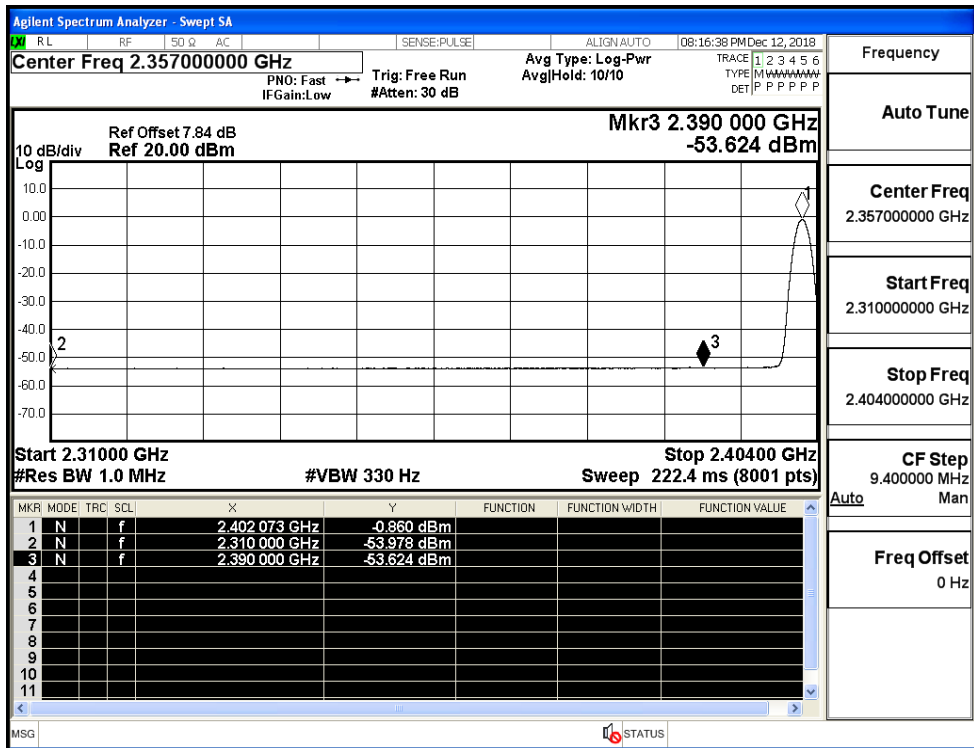 Agilent Spectrum Analyzer - Swept SA
LXI RL RF 50 Ω AC SENSE:PULSE ALIGNAUTO 08:16:38 PM Dec 12, 2018
Center Freq 2.357000000 GHz
PNO: Fast
IFGain:Low
Trig: Free Run
#Atten: 30 dB
Avg Type: Log-Pwr
Avg|Hold: 10/10
TRACE 1 2 3 4 5 6
TYPE M WWWWW
DET P P P P P P
Mkr3 2.390 000 GHz
-53.624 dBm
Ref Offset 7.84 dB
10 dB/div Ref 20.00 dBm
Log
10.0
0.00
-10.0
-20.0
-30.0
-40.0
-50.0
-60.0
-70.0
1
2
3
Start 2.31000 GHz Stop 2.40400 GHz
#Res BW 1.0 MHz #VBW 330 Hz Sweep 222.4 ms (8001 pts)
MKR MODE TRC SCL X Y FUNCTION FUNCTION WIDTH FUNCTION VALUE
1 N f 2.402 073 GHz -0.860 dBm
2 N f 2.310 000 GHz -53.978 dBm
3 N f 2.390 000 GHz -53.624 dBm
4
5
6
7
8
9
10
11
MSG STATUS
Frequency
Auto Tune
Center Freq
2.357000000 GHz
Start Freq
2.310000000 GHz
Stop Freq
2.404000000 GHz
CF Step
9.400000 MHz
Auto Man
Freq Offset
0 Hz